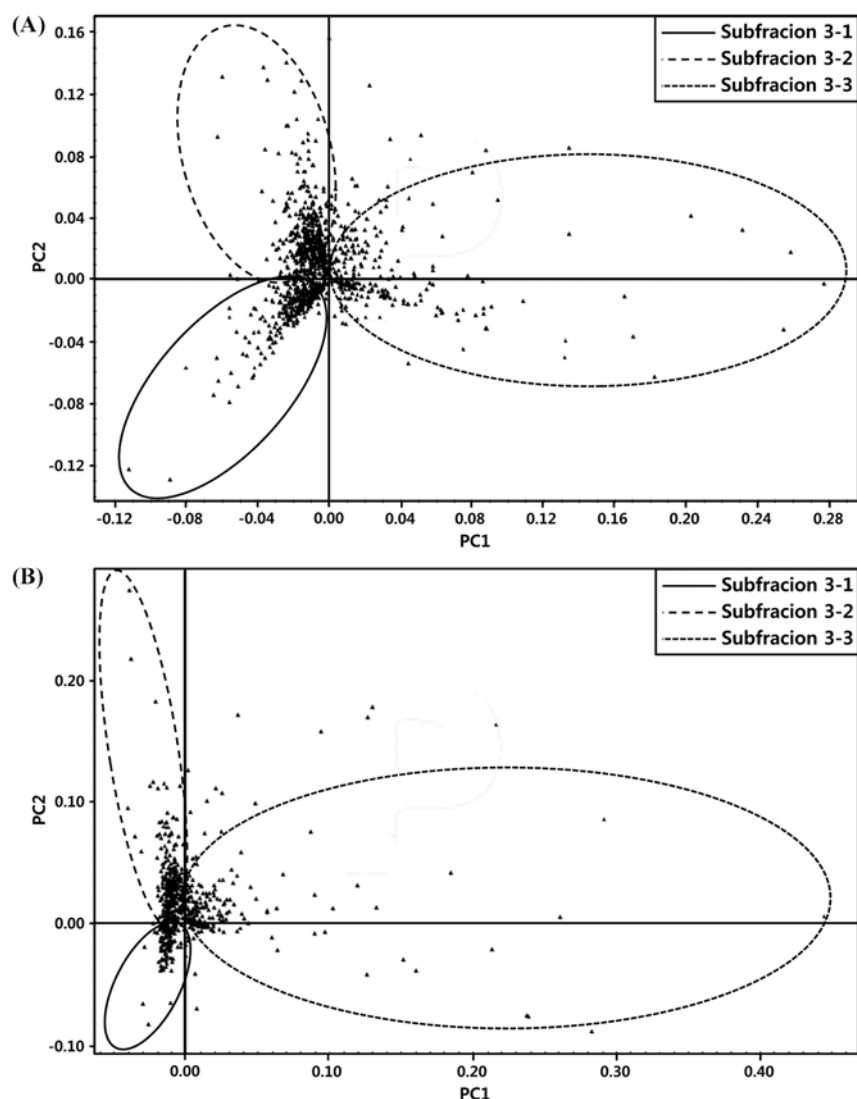 (A)
0.16
0.12
0.08
0.04
0.00
-0.04
-0.08
-0.12
PC2
Subfracion 3-1
Subfracion 3-2
Subfracion 3-3
-0.12 -0.08 -0.04 0.00 0.04 0.08 0.12 0.16 0.20 0.24 0.28
PC1
(B)
0.20
0.10
0.00
-0.10
PC2
Subfracion 3-1
Subfracion 3-2
Subfracion 3-3
0.00 0.10 0.20 0.30 0.40
PC1